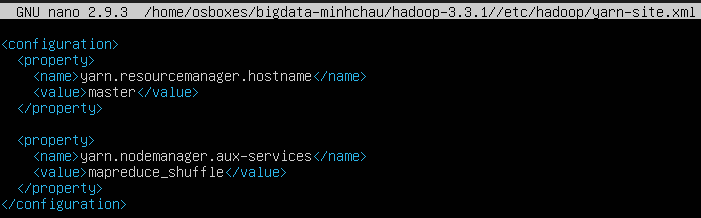 GNU nano 2.9.3 /home/osboxes/bigdata-minhchau/hadoop-3.3.1//etc/hadoop/yarn-site.xml
<configuration>
<property>
<name>yarn.resourcemanager.hostname</name>
<value>master</value>
</property>
<property>
<name>yarn.nodemanager.aux-services</name>
<value>mapreduce_shuffle</value>
</property>
</configuration>